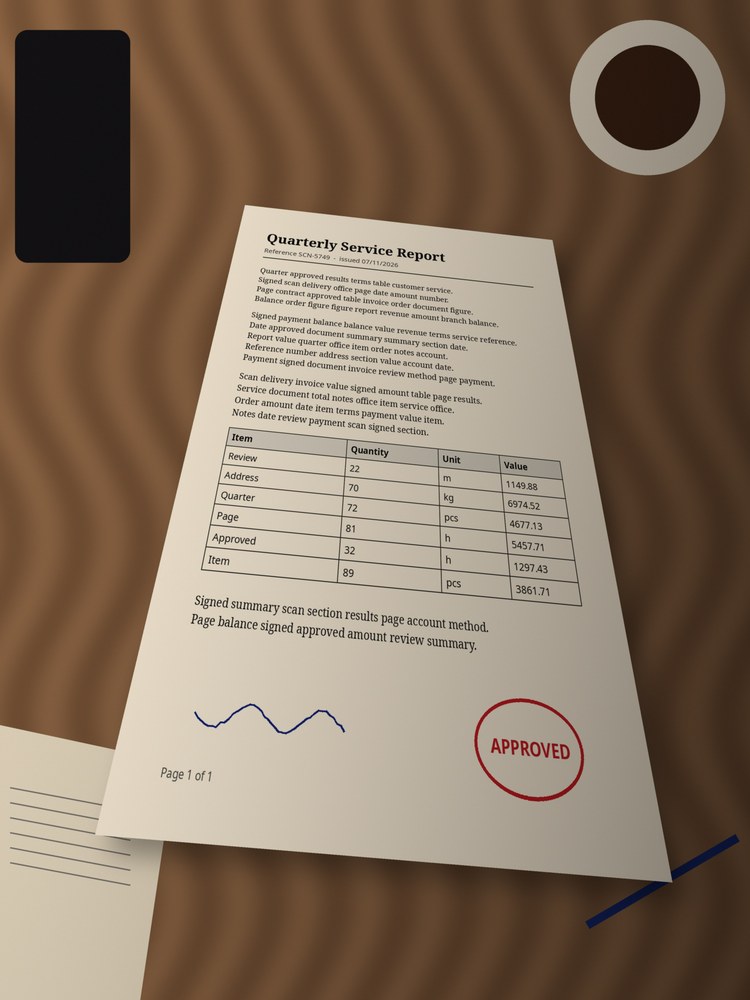 Quarterly Service Report
Reference SCN-5749 - Issued 07/11/2026
Quarter approved results terms table customer service.
Signed scan delivery office page date amount number.
Page contract approved table invoice order document figure.
Balance order figure figure report revenue amount branch balance.
Signed payment balance balance value revenue terms service reference.
Date approved document summary summary section date.
Report value quarter office item order notes account.
Reference number address section value account date.
Payment signed document invoice review method page payment.
Scan delivery invoice value signed amount table page results.
Service document total notes office item service office.
Order amount date item terms payment value item.
Notes date review payment scan signed section.
Item Quantity Unit Value
Review 22 m 1149.88
Address 70 kg 6974.52
Quarter 72 pcs 4677.13
Page 81 h 5457.71
Approved 32 h 1297.43
Item 89 pcs 3861.71
Signed summary scan section results page account method.
Page balance signed approved amount review summary.
APPROVED
Page 1 of 1